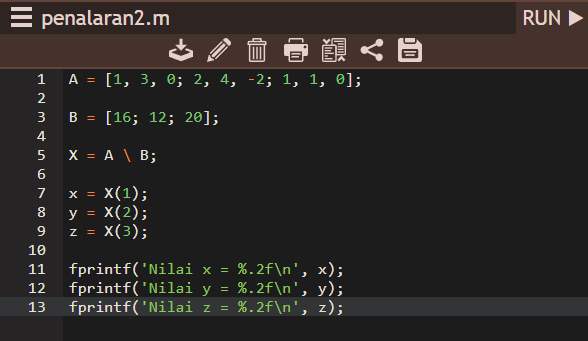 penalaran2.m
RUN
1 A = [1, 3, 0; 2, 4, -2; 1, 1, 0];
2
3 B = [16; 12; 20];
4
5 X = A \ B;
6
7 x = X(1);
8 y = X(2);
9 z = X(3);
10
11 fprintf('Nilai x = %.2f\n', x);
12 fprintf('Nilai y = %.2f\n', y);
13 fprintf('Nilai z = %.2f\n', z);